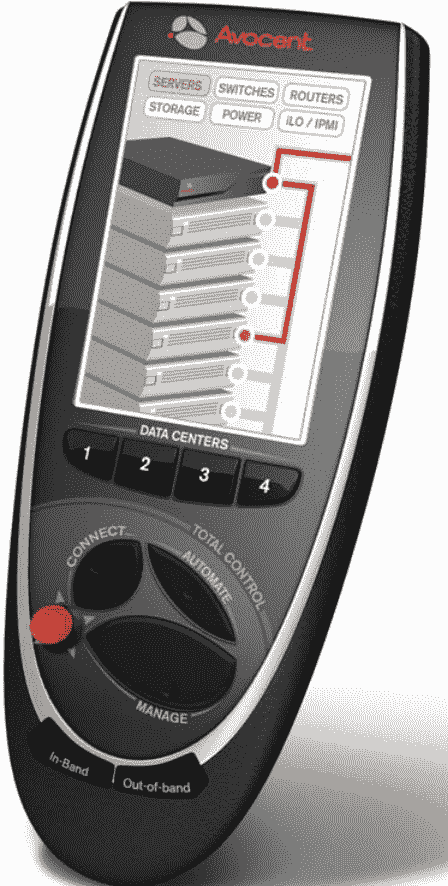 Avocent
SERVERS SWITCHES ROUTERS
STORAGE POWER iLO / IPMI
DATA CENTERS
1 2 3 4
TOTAL CONTROL
CONNECT
AUTOMATE
MANAGE
In-Band Out-of-band